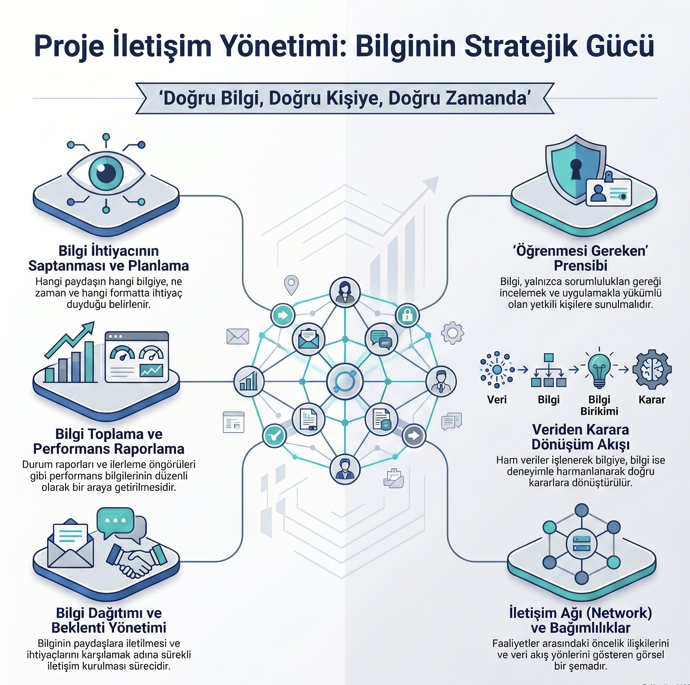 Proje İletişim Yönetimi: Bilginin Stratejik Gücü
‘Doğru Bilgi, Doğru Kişiye, Doğru Zamanda’
Bilgi İhtiyacının
Saptanması ve Planlama
Hangi paydaşın hangi bilgiye, ne
zaman ve hangi formatta ihtiyaç
duyduğu belirlenir.
Bilgi Toplama ve
Performans Raporlama
Durum raporları ve ilerleme öngörüleri
gibi performans bilgilerinin düzenli
olarak bir araya getirilmesidir.
Bilgi Dağıtımı ve
Beklenti Yönetimi
Bilginin paydaşlara iletilmesi ve
ihtiyaçlarını karşılamak adına sürekli
iletişim kurulması sürecidir.
‘Öğrenmesi Gereken’
Prensibi
Bilgi, yalnızca sorumlulukları gereği
incelemek ve uygulamakla yükümlü
olan yetkili kişilere sunulmalıdır.
Veri
Bilgi
Bilgi
Birikimi
Karar
Veriden Karara
Dönüşüm Akışı
Ham veriler işlenerek bilgiye, bilgi ise
deneyimle harmanlanarak doğru
kararlara dönüştürülür.
İletişim Ağı (Network)
ve Bağımlılıklar
Faaliyetler arasındaki öncelik ilişkilerini
ve veri akış yönlerini gösteren görsel
bir şemadır.